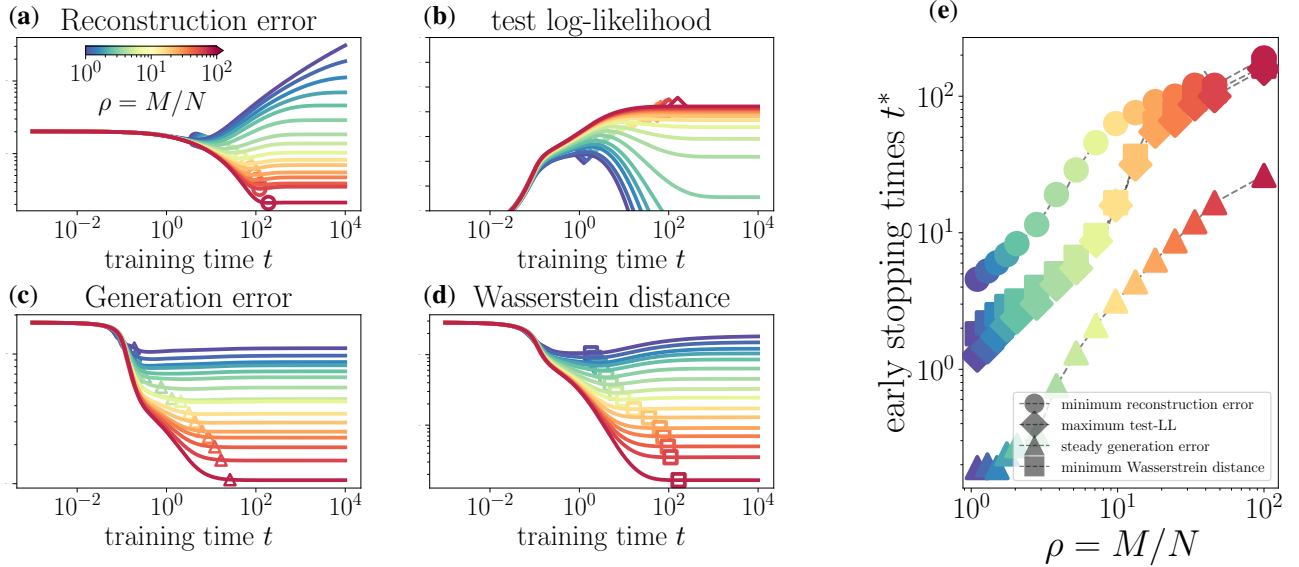 (a) Reconstruction error
10^0 10^1 10^2
ρ = M/N
10^−2 10^0 10^2 10^4
training time t
(b) test log-likelihood
10^−2 10^0 10^2 10^4
training time t
(c) Generation error
10^−2 10^0 10^2 10^4
training time t
(d) Wasserstein distance
10^−2 10^0 10^2 10^4
training time t
(e)
early stopping times t*
10^2
10^1
10^0
minimum reconstruction error
maximum test-LL
steady generation error
minimum Wasserstein distance
10^0 10^1 10^2
ρ = M/N